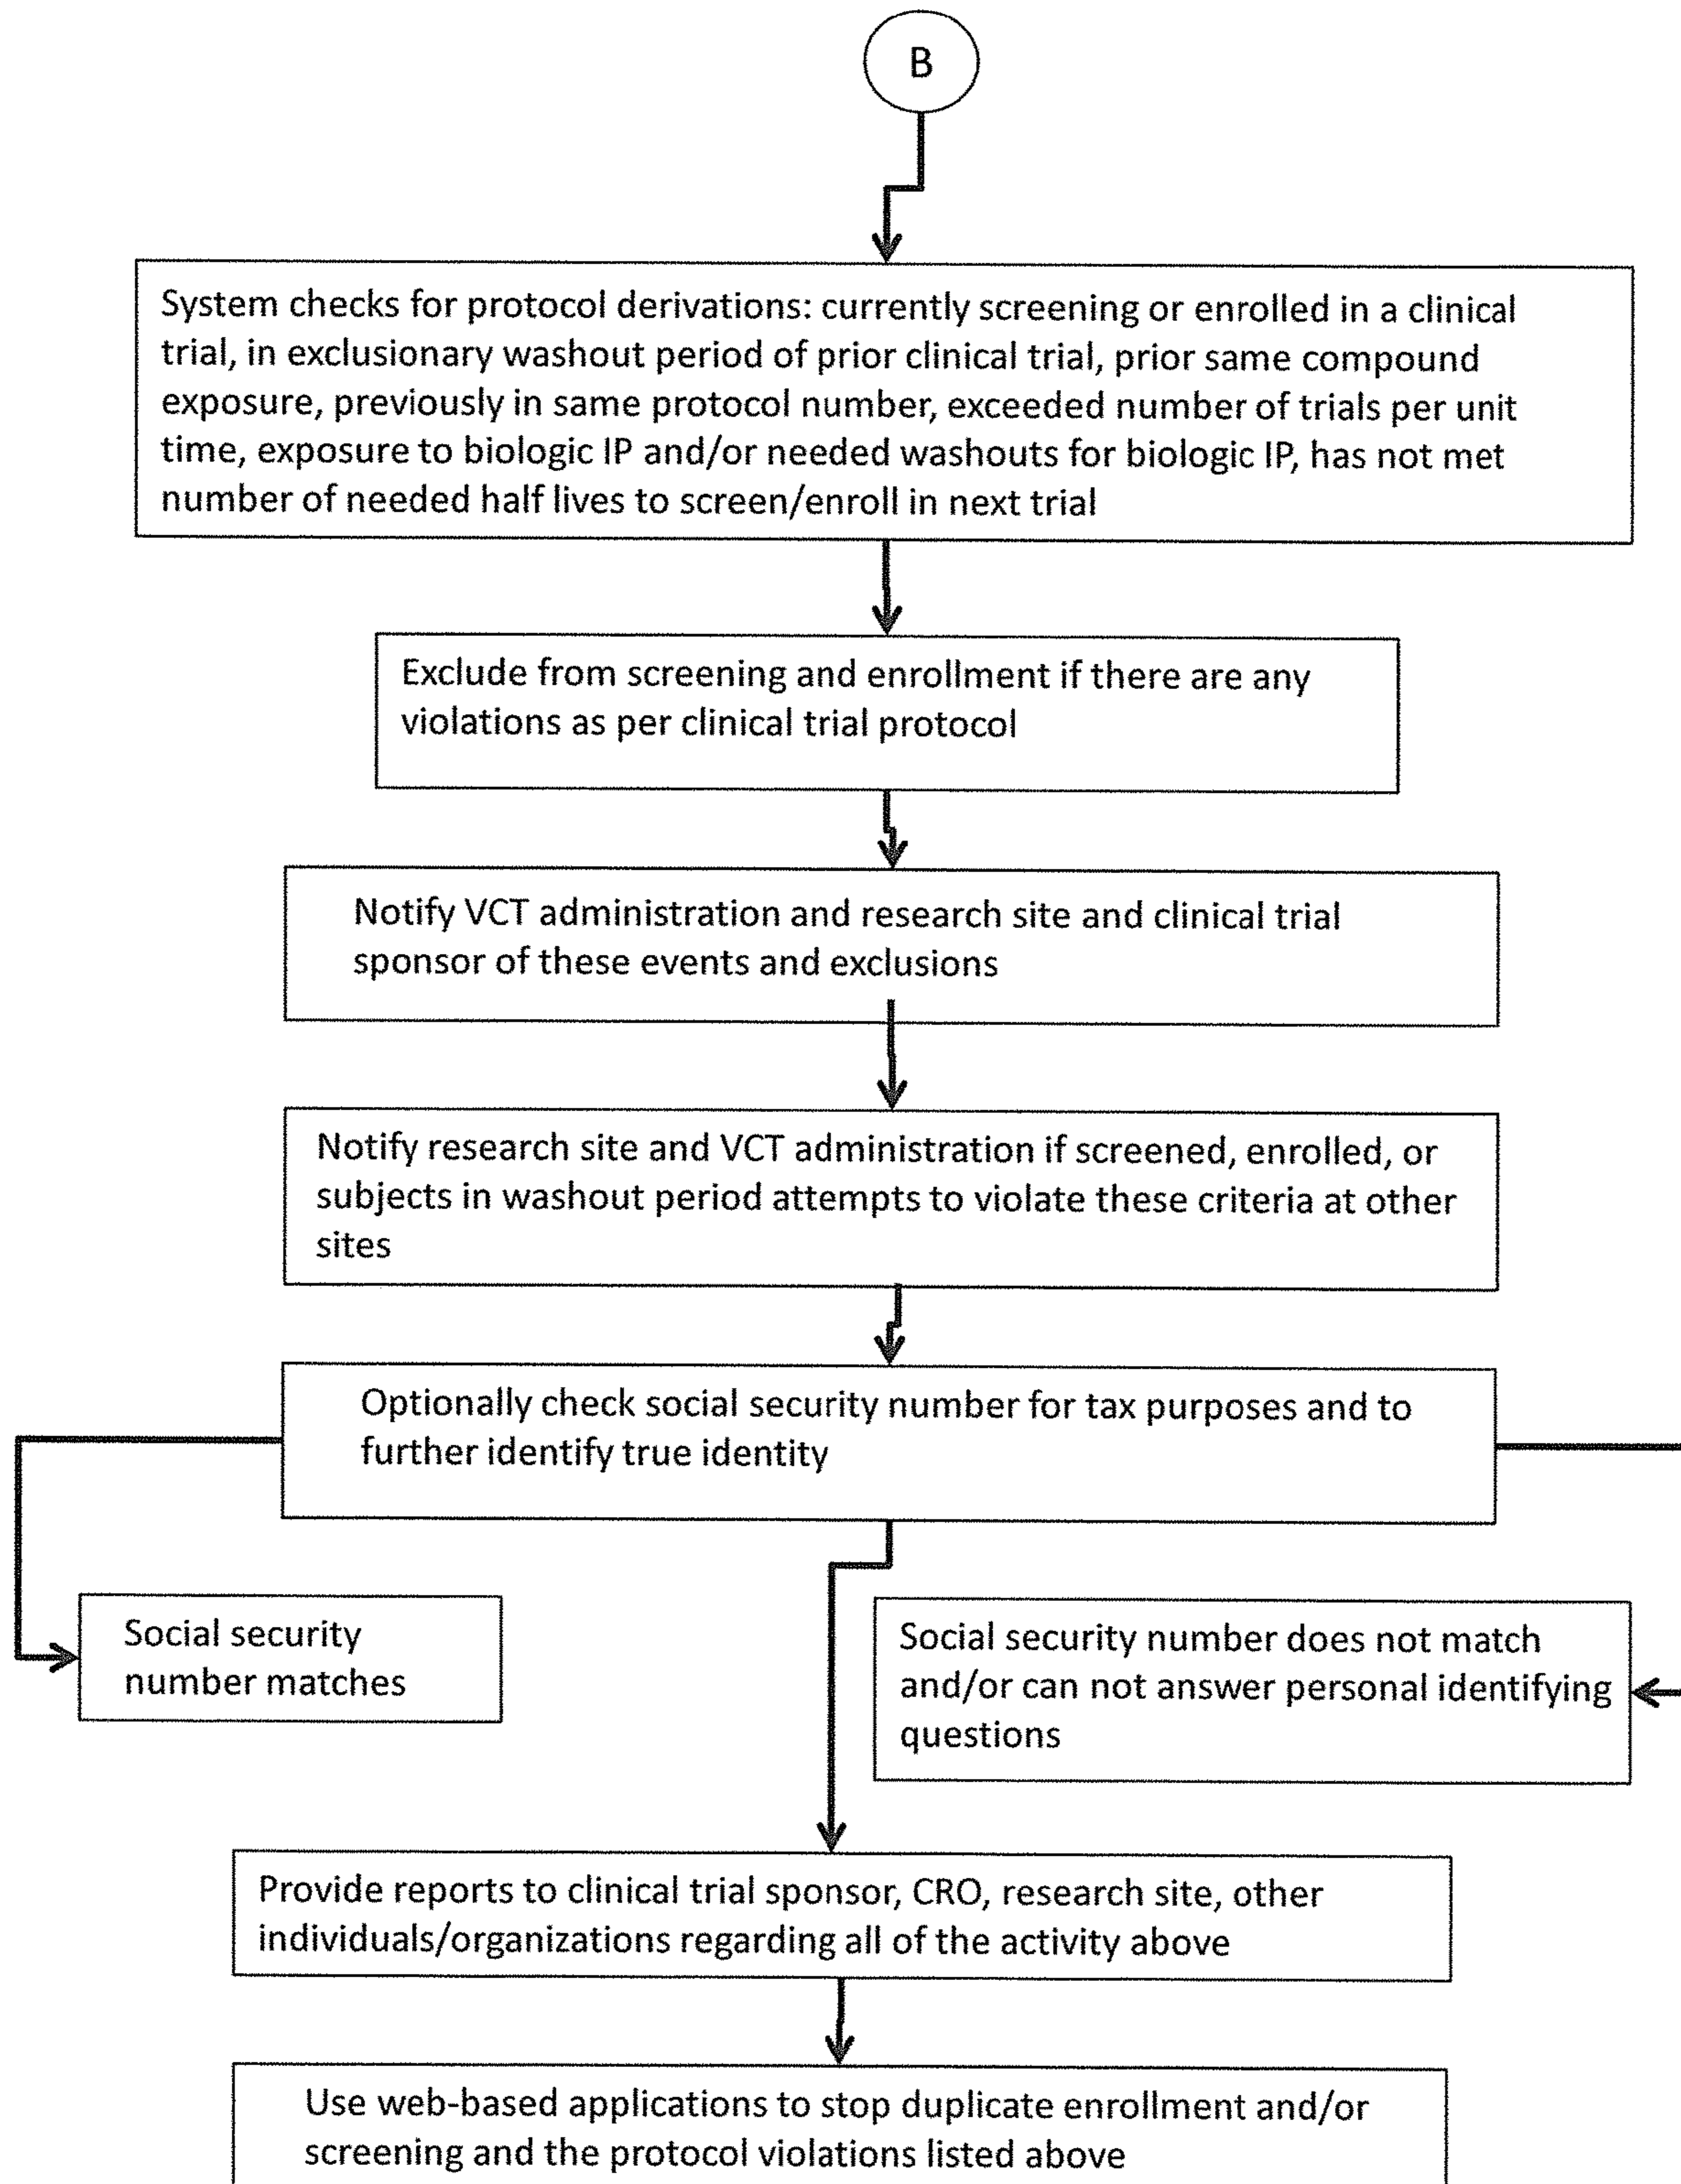 B
System checks for protocol derivations: currently screening or enrolled in a clinical
trial, in exclusionary washout period of prior clinical trial, prior same compound
exposure, previously in same protocol number, exceeded number of trials per unit
time, exposure to biologic IP and/or needed washouts for biologic IP, has not met
number of needed half lives to screen/enroll in next trial
Exclude from screening and enrollment if there are any
violations as per clinical trial protocol
Notify VCT administration and research site and clinical trial
sponsor of these events and exclusions
Notify research site and VCT administration if screened, enrolled, or
subjects in washout period attempts to violate these criteria at other
sites
Optionally check social security number for tax purposes and to
further identify true identity
Social security
number matches
Social security number does not match
and/or can not answer personal identifying
questions
Provide reports to clinical trial sponsor, CRO, research site, other
individuals/organizations regarding all of the activity above
Use web-based applications to stop duplicate enrollment and/or
screening and the protocol violations listed above